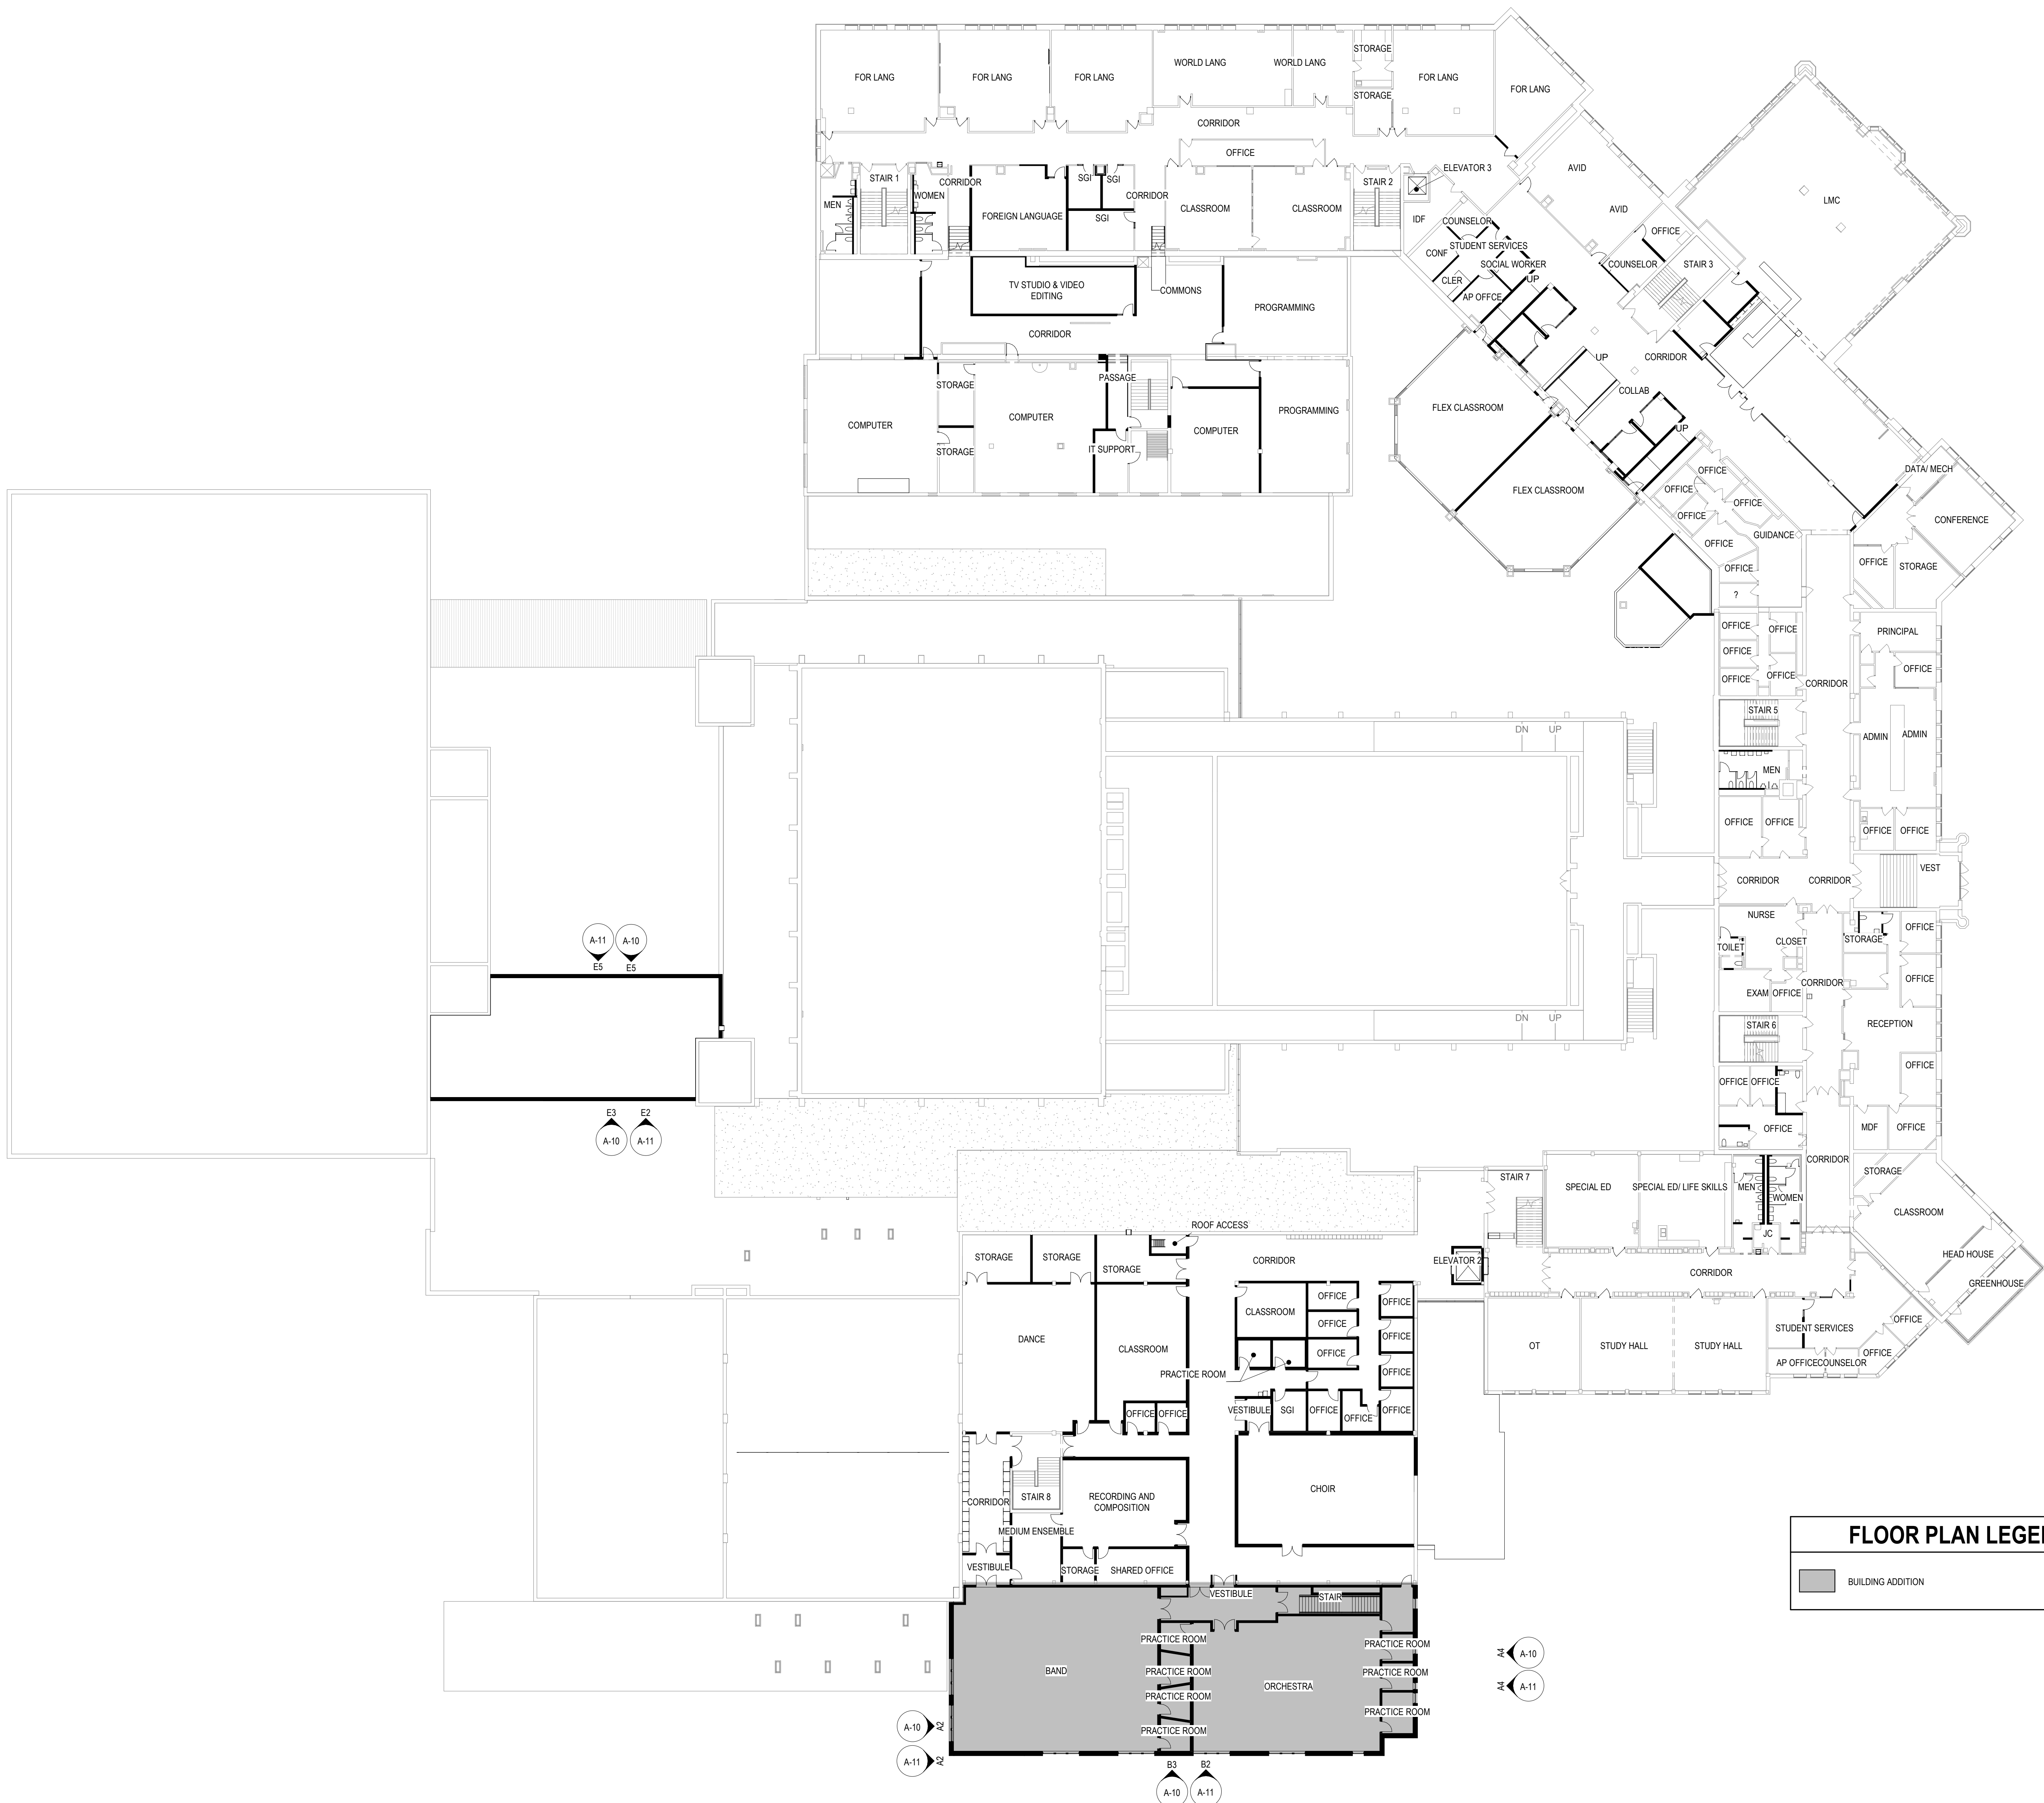 FOR LANG
FOR LANG
FOR LANG
WORLD LANG
WORLD LANG
STORAGE
STORAGE
FOR LANG
FOR LANG
CORRIDOR
OFFICE
STAIR 1
MEN
WOMEN
CORRIDOR
FOREIGN LANGUAGE
SGI
SGI
SGI
CORRIDOR
CLASSROOM
CLASSROOM
STAIR 2
ELEVATOR 3
IDF
AVID
AVID
LMC
COUNSELOR
STUDENT SERVICES
CONF
SOCIAL WORKER
CLER
UP
AP OFFCE
OFFICE
COUNSELOR
STAIR 3
TV STUDIO & VIDEO
EDITING
COMMONS
PROGRAMMING
CORRIDOR
UP
CORRIDOR
COLLAB
UP
STORAGE
PASSAGE
COMPUTER
COMPUTER
STORAGE
IT SUPPORT
COMPUTER
PROGRAMMING
FLEX CLASSROOM
FLEX CLASSROOM
OFFICE
OFFICE
OFFICE
OFFICE
OFFICE
OFFICE
GUIDANCE
?
DATA/ MECH
CONFERENCE
OFFICE
STORAGE
OFFICE
OFFICE
OFFICE
OFFICE
OFFICE
CORRIDOR
PRINCIPAL
OFFICE
STAIR 5
ADMIN
ADMIN
DN
UP
MEN
OFFICE
OFFICE
OFFICE
OFFICE
CORRIDOR
CORRIDOR
VEST
NURSE
TOILET
CLOSET
STORAGE
OFFICE
EXAM
OFFICE
CORRIDOR
OFFICE
A-11
E5
A-10
E5
DN
UP
STAIR 6
RECEPTION
OFFICE
OFFICE
OFFICE
OFFICE
MDF
OFFICE
E3
A-10
E2
A-11
CORRIDOR
STORAGE
CLASSROOM
HEAD HOUSE
GREENHOUSE
STAIR 7
SPECIAL ED
SPECIAL ED/ LIFE SKILLS
MEN
WOMEN
JC
CORRIDOR
ELEVATOR 2
ROOF ACCESS
STORAGE
STORAGE
STORAGE
CORRIDOR
DANCE
CLASSROOM
CLASSROOM
OFFICE
OFFICE
OFFICE
OFFICE
OFFICE
OFFICE
OFFICE
PRACTICE ROOM
OT
STUDY HALL
STUDY HALL
STUDENT SERVICES
OFFICE
OFFICE
AP OFFICE
COUNSELOR
OFFICE
OFFICE
VESTIBULE
SGI
OFFICE
OFFICE
CHOIR
RECORDING AND
COMPOSITION
CORRIDOR
STAIR 8
MEDIUM ENSEMBLE
VESTIBULE
STORAGE
SHARED OFFICE
VESTIBULE
STAIR
FLOOR PLAN LEGE
BUILDING ADDITION
BAND
ORCHESTRA
PRACTICE ROOM
PRACTICE ROOM
PRACTICE ROOM
PRACTICE ROOM
PRACTICE ROOM
PRACTICE ROOM
PRACTICE ROOM
A4
A-10
A4
A-11
A-10
A2
A-11
A2
B3
A-10
B2
A-11